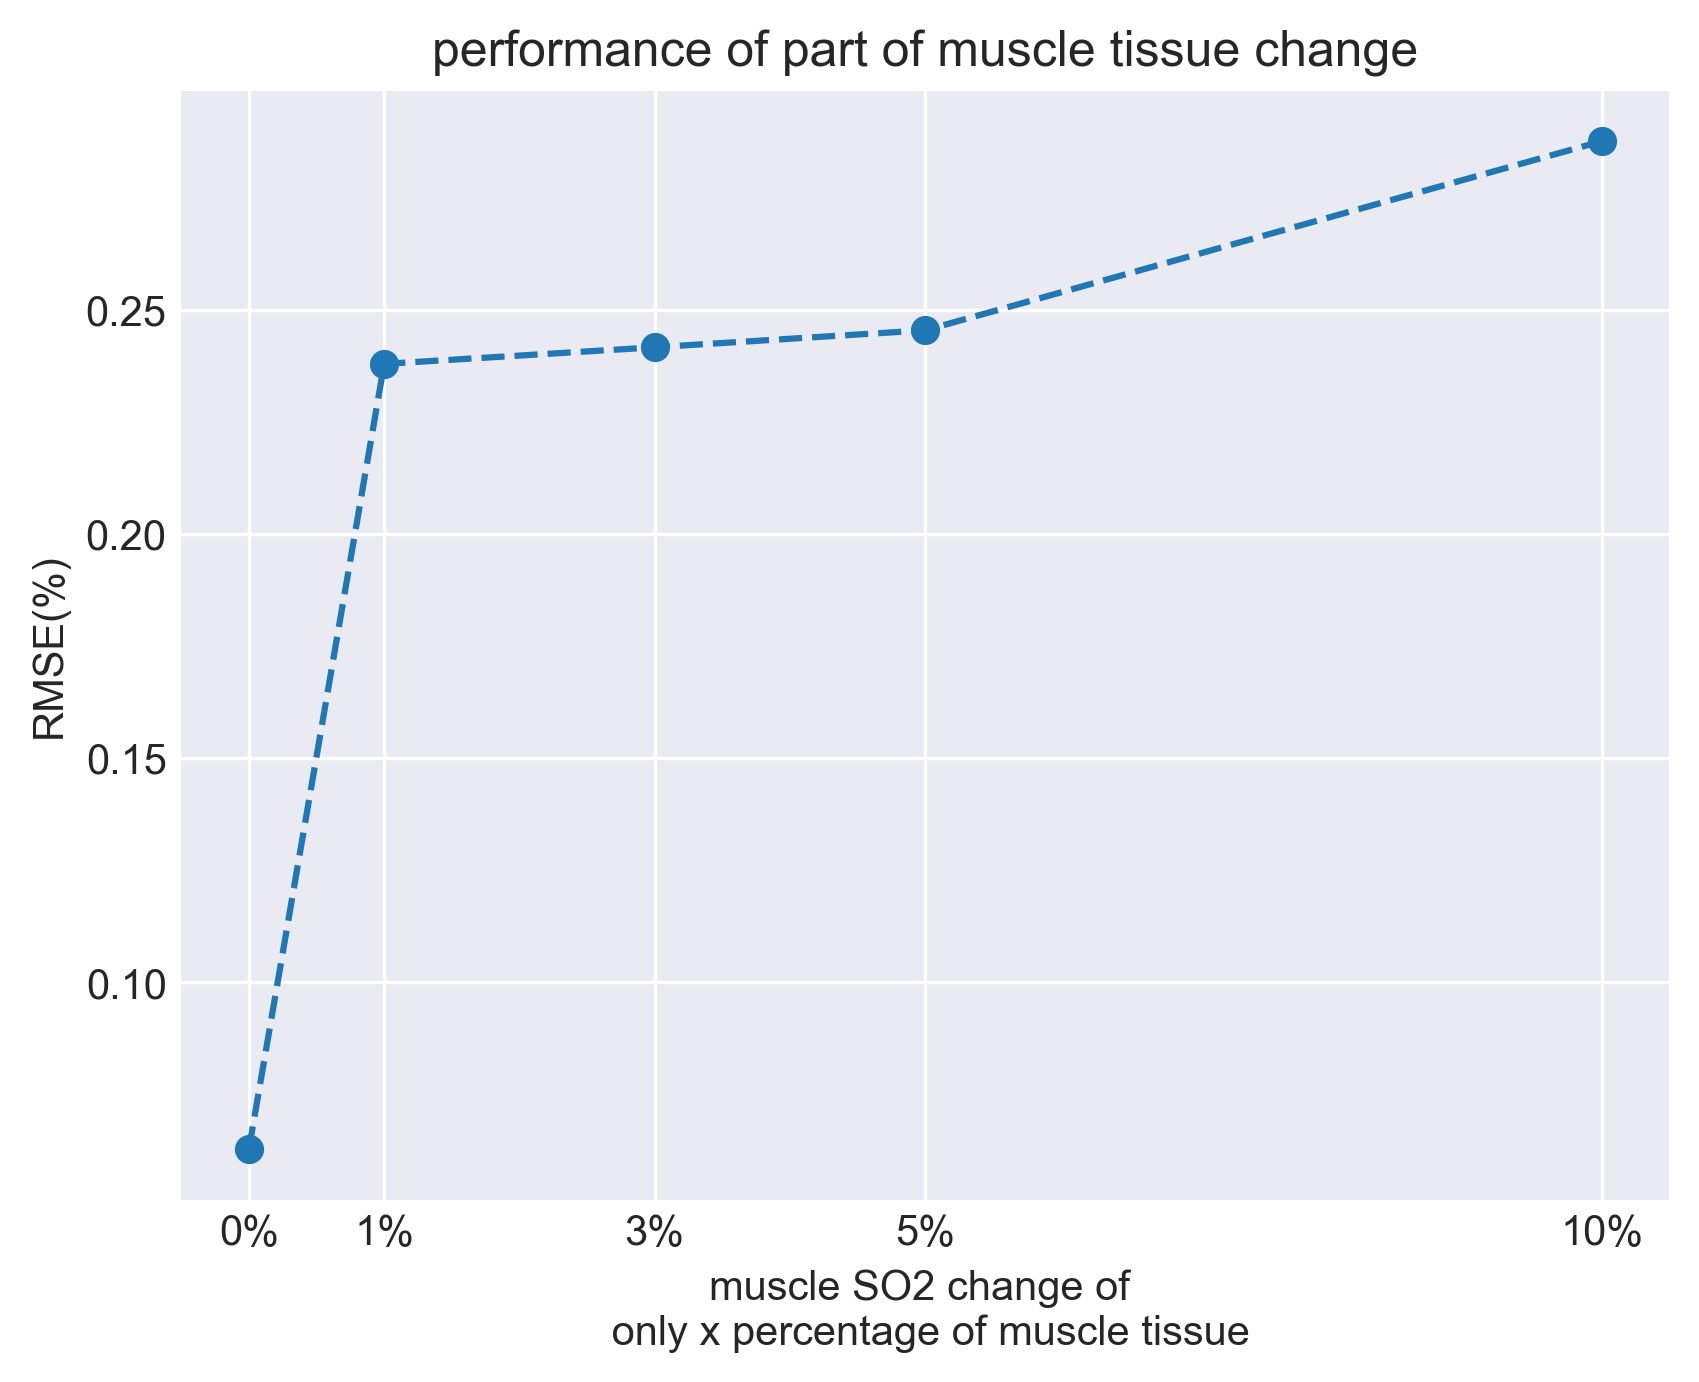 performance of part of muscle tissue change
RMSE(%)
0.25
0.20
0.15
0.10
0% 1% 3% 5% 10%
muscle SO2 change of
only x percentage of muscle tissue